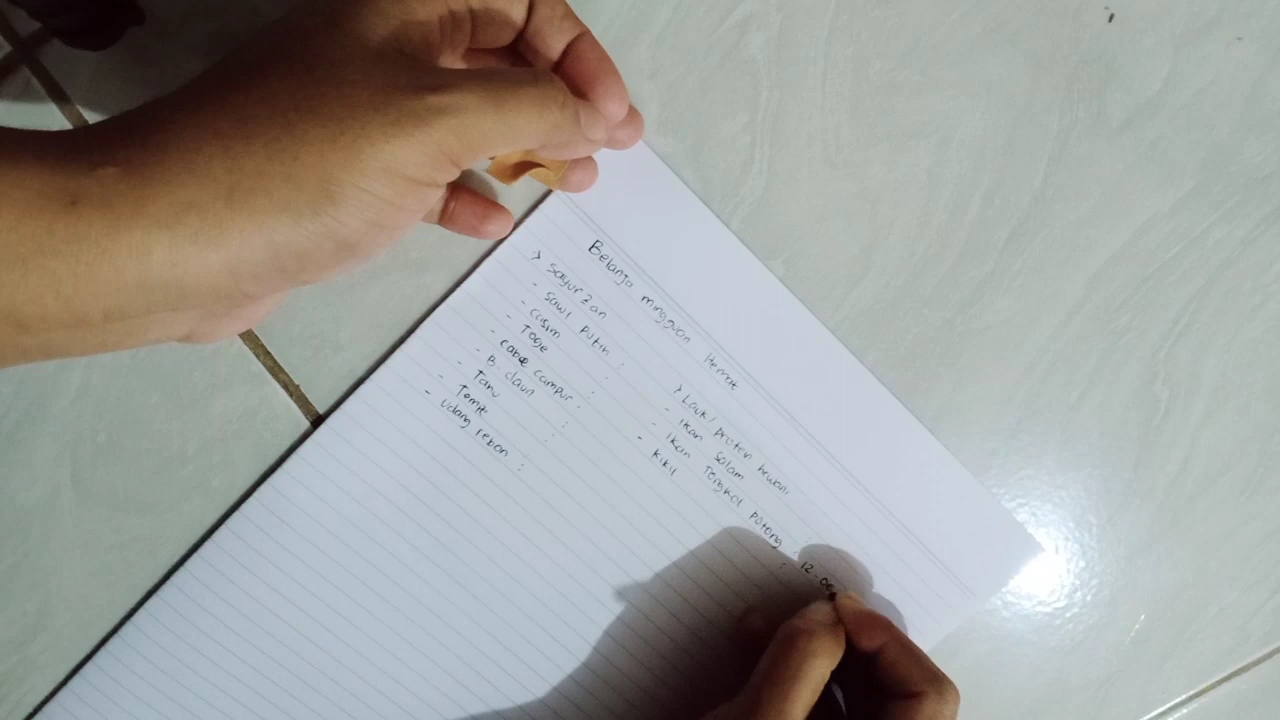 Belanja mingguan Hemat
> Sayur2an
- Sawi putih :
- Caisim :
- Toge :
- Cabe campur :
- B. daun :
- Tahu :
- Tempe
- Udang rebon :
> Lauk / protein hewani
- Ikan Salam
- Ikan Tongkol potong : 12.00
- Kikil :